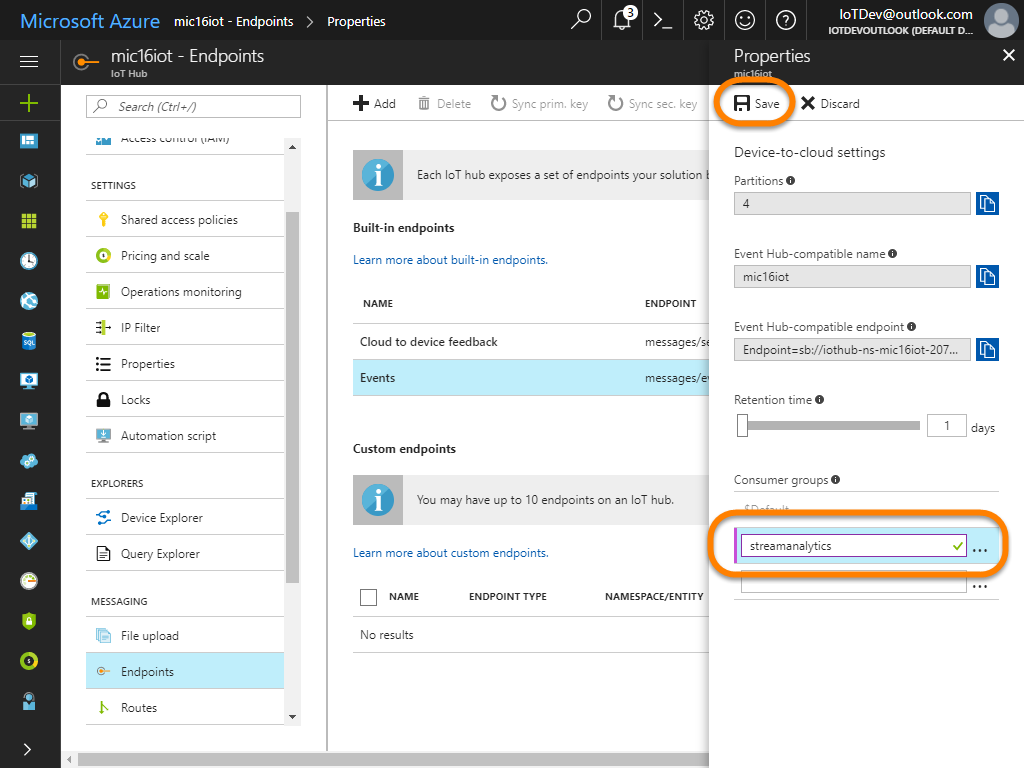 Microsoft Azure mic16iot - Endpoints > Properties
3
IoTDev@outlook.com
IOTDEVOUTLOOK (DEFAULT D...
mic16iot - Endpoints
IoT Hub
Search (Ctrl+/)
Access control (IAM)
SETTINGS
Shared access policies
Pricing and scale
Operations monitoring
IP Filter
Properties
Locks
Automation script
EXPLORERS
Device Explorer
Query Explorer
MESSAGING
File upload
Endpoints
Routes
Add Delete Sync prim. key Sync sec. key
Each IoT hub exposes a set of endpoints your solution
Built-in endpoints
Learn more about built-in endpoints.
NAME ENDPOINT
Cloud to device feedback messages/se
Events messages/ev
Custom endpoints
You may have up to 10 endpoints on an IoT hub.
Learn more about custom endpoints.
NAME ENDPOINT TYPE NAMESPACE/ENTITY
No results
Properties
mic16iot
Save Discard
Device-to-cloud settings
Partitions
4
Event Hub-compatible name
mic16iot
Event Hub-compatible endpoint
Endpoint=sb://iothub-ns-mic16iot-207...
Retention time
1 days
Consumer groups
$Default
streamanalytics ...
...